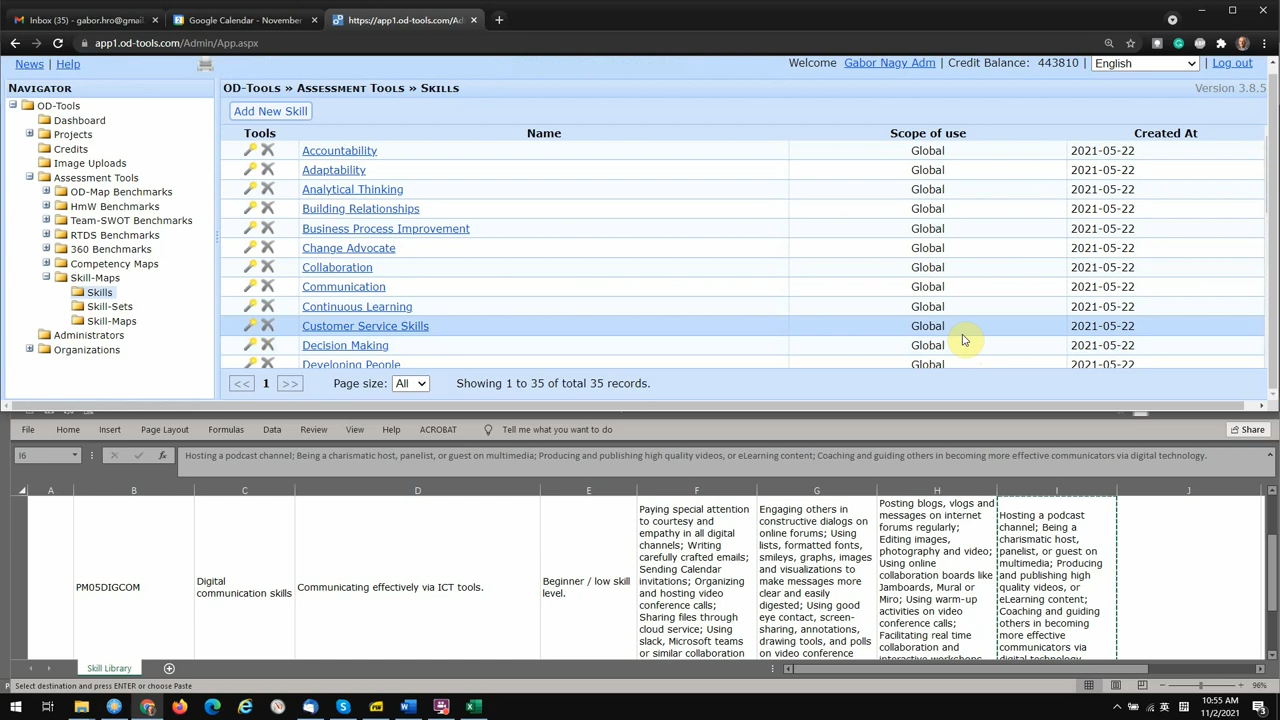 Inbox (35) - gabor.hro@gmail
Google Calendar - November
https://app1.od-tools.com/Ad
app1.od-tools.com/Admin/App.aspx
News | Help
Welcome Gabor Nagy Adm | Credit Balance: 443810 | English | Log out
NAVIGATOR
OD-TOOLS » ASSESSMENT TOOLS » SKILLS
Version 3.8.5
OD-Tools
Dashboard
Projects
Credits
Image Uploads
Assessment Tools
OD-Map Benchmarks
HmW Benchmarks
Team-SWOT Benchmarks
RTDS Benchmarks
360 Benchmarks
Competency Maps
Skill-Maps
Skills
Skill-Sets
Skill-Maps
Administrators
Organizations
Add New Skill
Tools Name Scope of use Created At
Accountability Global 2021-05-22
Adaptability Global 2021-05-22
Analytical Thinking Global 2021-05-22
Building Relationships Global 2021-05-22
Business Process Improvement Global 2021-05-22
Change Advocate Global 2021-05-22
Collaboration Global 2021-05-22
Communication Global 2021-05-22
Continuous Learning Global 2021-05-22
Customer Service Skills Global 2021-05-22
Decision Making Global 2021-05-22
Developing People Global 2021-05-22
<< 1 >> Page size: All Showing 1 to 35 of total 35 records.
File Home Insert Page Layout Formulas Data Review View Help ACROBAT Tell me what you want to do Share
I6 fx Hosting a podcast channel; Being a charismatic host, panelist, or guest on multimedia; Producing and publishing high quality videos, or eLearning content; Coaching and guiding others in becoming more effective communicators via digital technology.
A B C D E F G H I J
PM05DIGCOM
Digital
communication skills
Communicating effectively via ICT tools.
Beginner / low skill
level.
Paying special attention
to courtesy and
empathy in all digital
channels; Writing
carefully crafted emails;
Sending Calendar
invitations; Organizing
and hosting video
conference calls;
Sharing files through
cloud service; Using
slack, Microsoft teams
or similar collaboration
Engaging others in
constructive dialogs on
online forums; Using
lists, formatted fonts,
smileys, graphs, images
and visualizations to
make messages more
clear and easily
digested; Using good
eye contact, screen-
sharing, annotations,
drawing tools, and polls
on video conference
Posting blogs, vlogs and
messages on internet
forums regularly;
Editing images,
photography and video;
Using online
collaboration boards like
Jamboards, Mural or
Miro; Using warm-up
activities on video
conference calls;
Facilitating real time
collaboration and
interactive workshops
Hosting a podcast
channel; Being a
charismatic host,
panelist, or guest on
multimedia; Producing
and publishing high
quality videos, or
eLearning content;
Coaching and guiding
others in becoming
more effective
communicators via
digital technology.
Skill Library
Select destination and press ENTER or choose Paste
96%
10:55 AM
11/2/2021